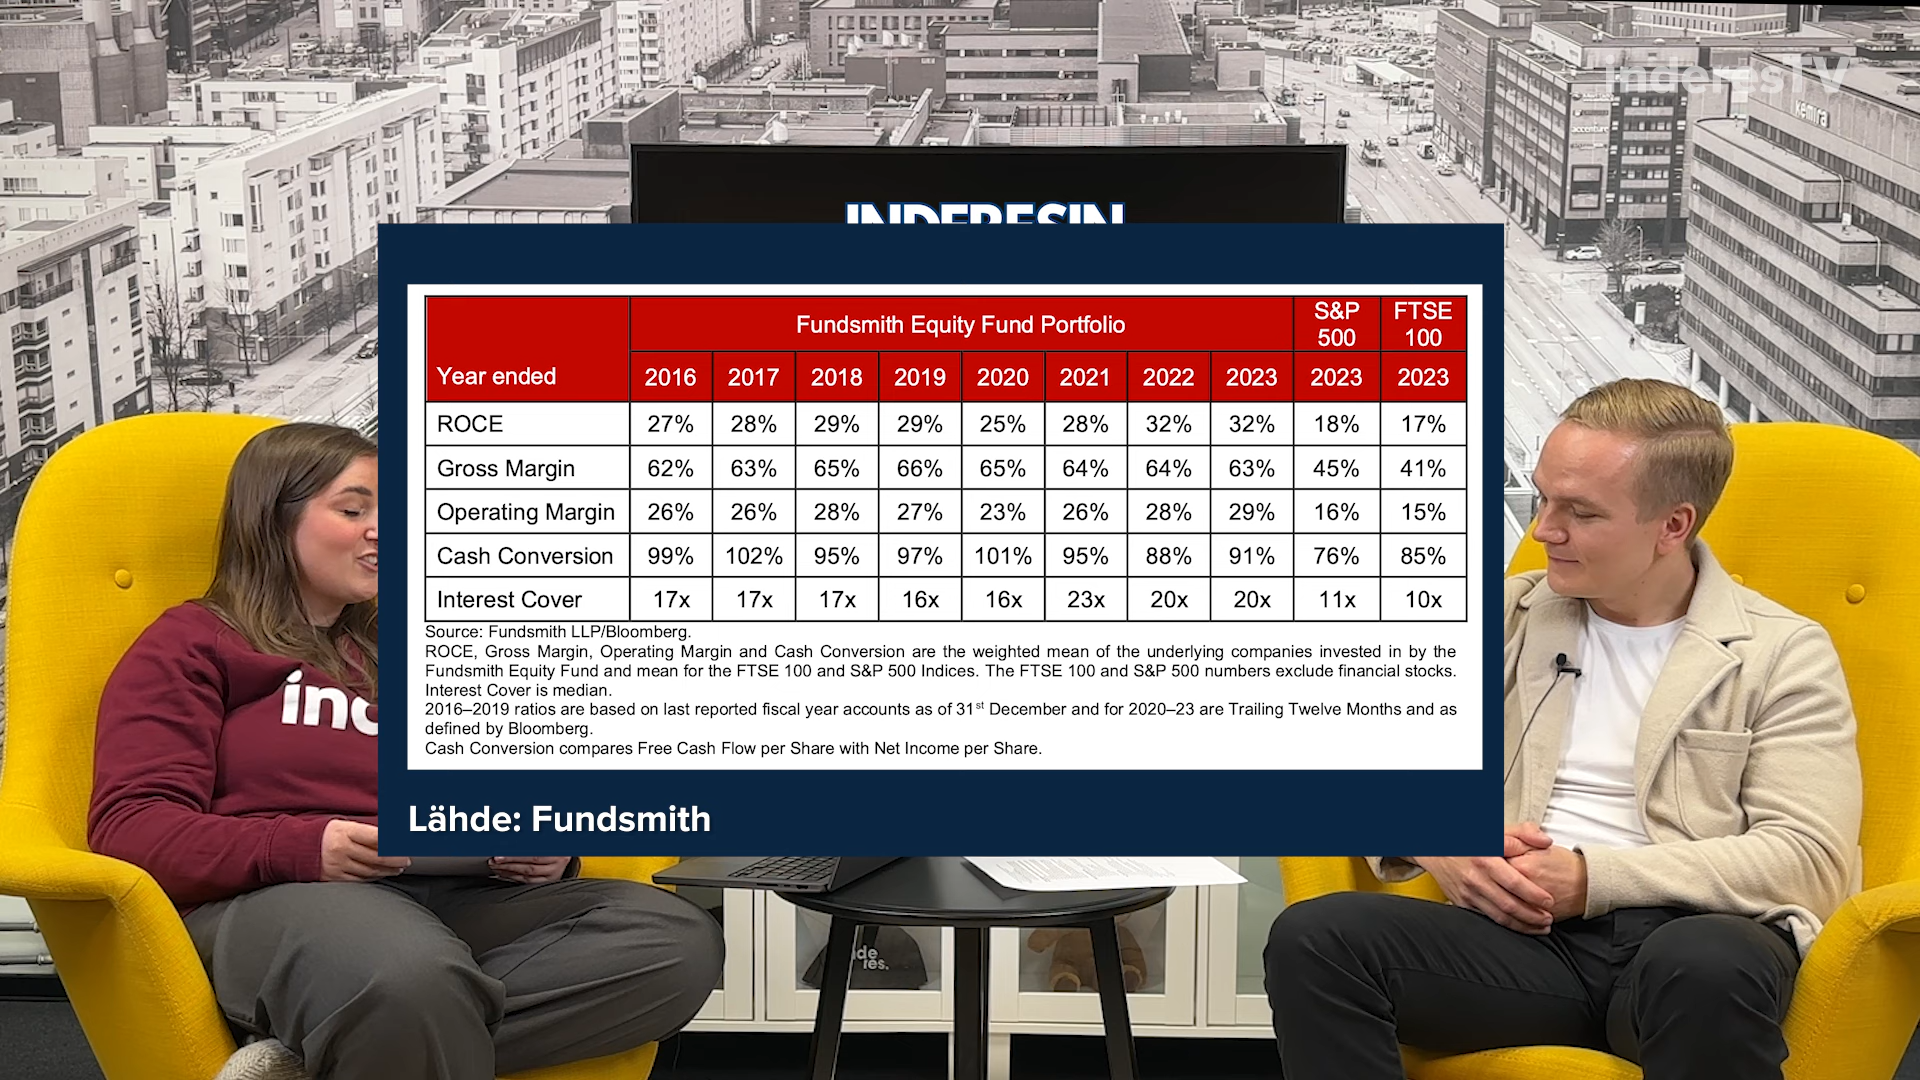 inderesTV
kemira
accenture
INDERESIN
Fundsmith Equity Fund Portfolio S&P 500 FTSE 100
Year ended 2016 2017 2018 2019 2020 2021 2022 2023 2023 2023
ROCE 27% 28% 29% 29% 25% 28% 32% 32% 18% 17%
Gross Margin 62% 63% 65% 66% 65% 64% 64% 63% 45% 41%
Operating Margin 26% 26% 28% 27% 23% 26% 28% 29% 16% 15%
Cash Conversion 99% 102% 95% 97% 101% 95% 88% 91% 76% 85%
Interest Cover 17x 17x 17x 16x 16x 23x 20x 20x 11x 10x
Source: Fundsmith LLP/Bloomberg.
ROCE, Gross Margin, Operating Margin and Cash Conversion are the weighted mean of the underlying companies invested in by the
Fundsmith Equity Fund and mean for the FTSE 100 and S&P 500 Indices. The FTSE 100 and S&P 500 numbers exclude financial stocks.
Interest Cover is median.
2016–2019 ratios are based on last reported fiscal year accounts as of 31st December and for 2020–23 are Trailing Twelve Months and as
defined by Bloomberg.
Cash Conversion compares Free Cash Flow per Share with Net Income per Share.
Lähde: Fundsmith
inde
res.